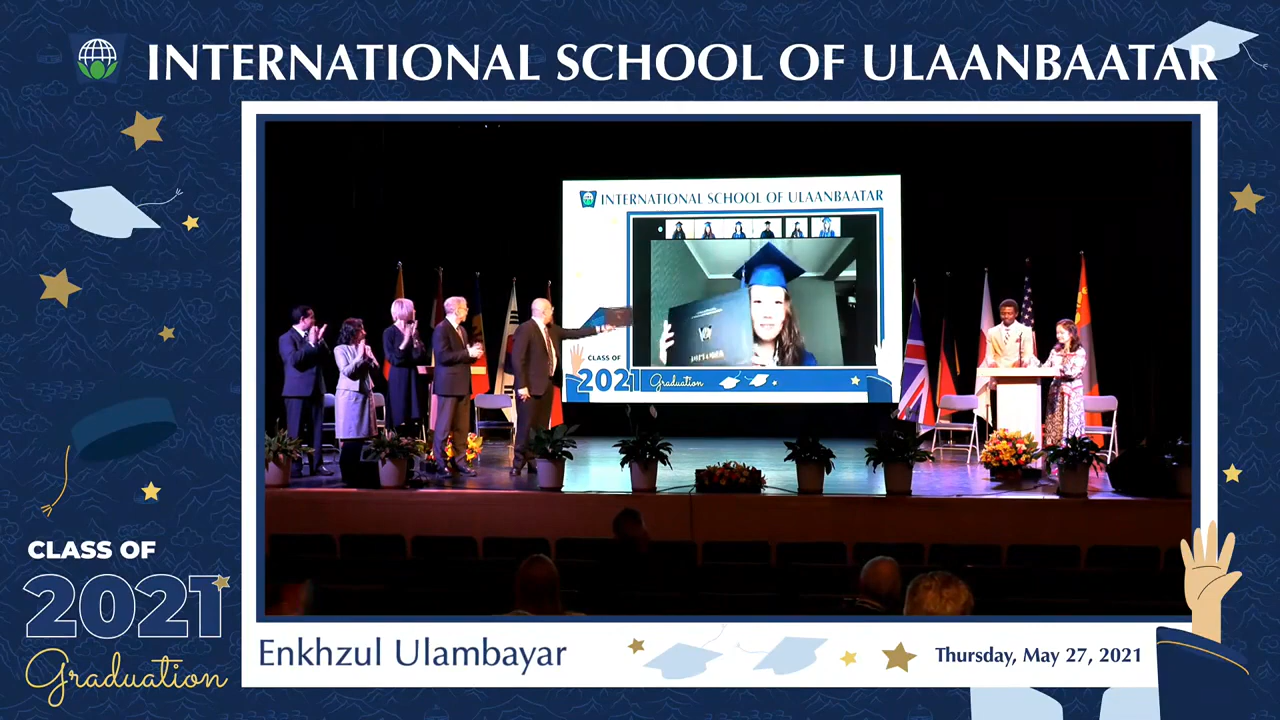 INTERNATIONAL SCHOOL OF ULAANBAATAR
INTERNATIONAL SCHOOL OF ULAANBAATAR
CLASS OF
2021
Graduation
DIPLOMA
CLASS OF
2021
Graduation
Enkhzul Ulambayar
Thursday, May 27, 2021